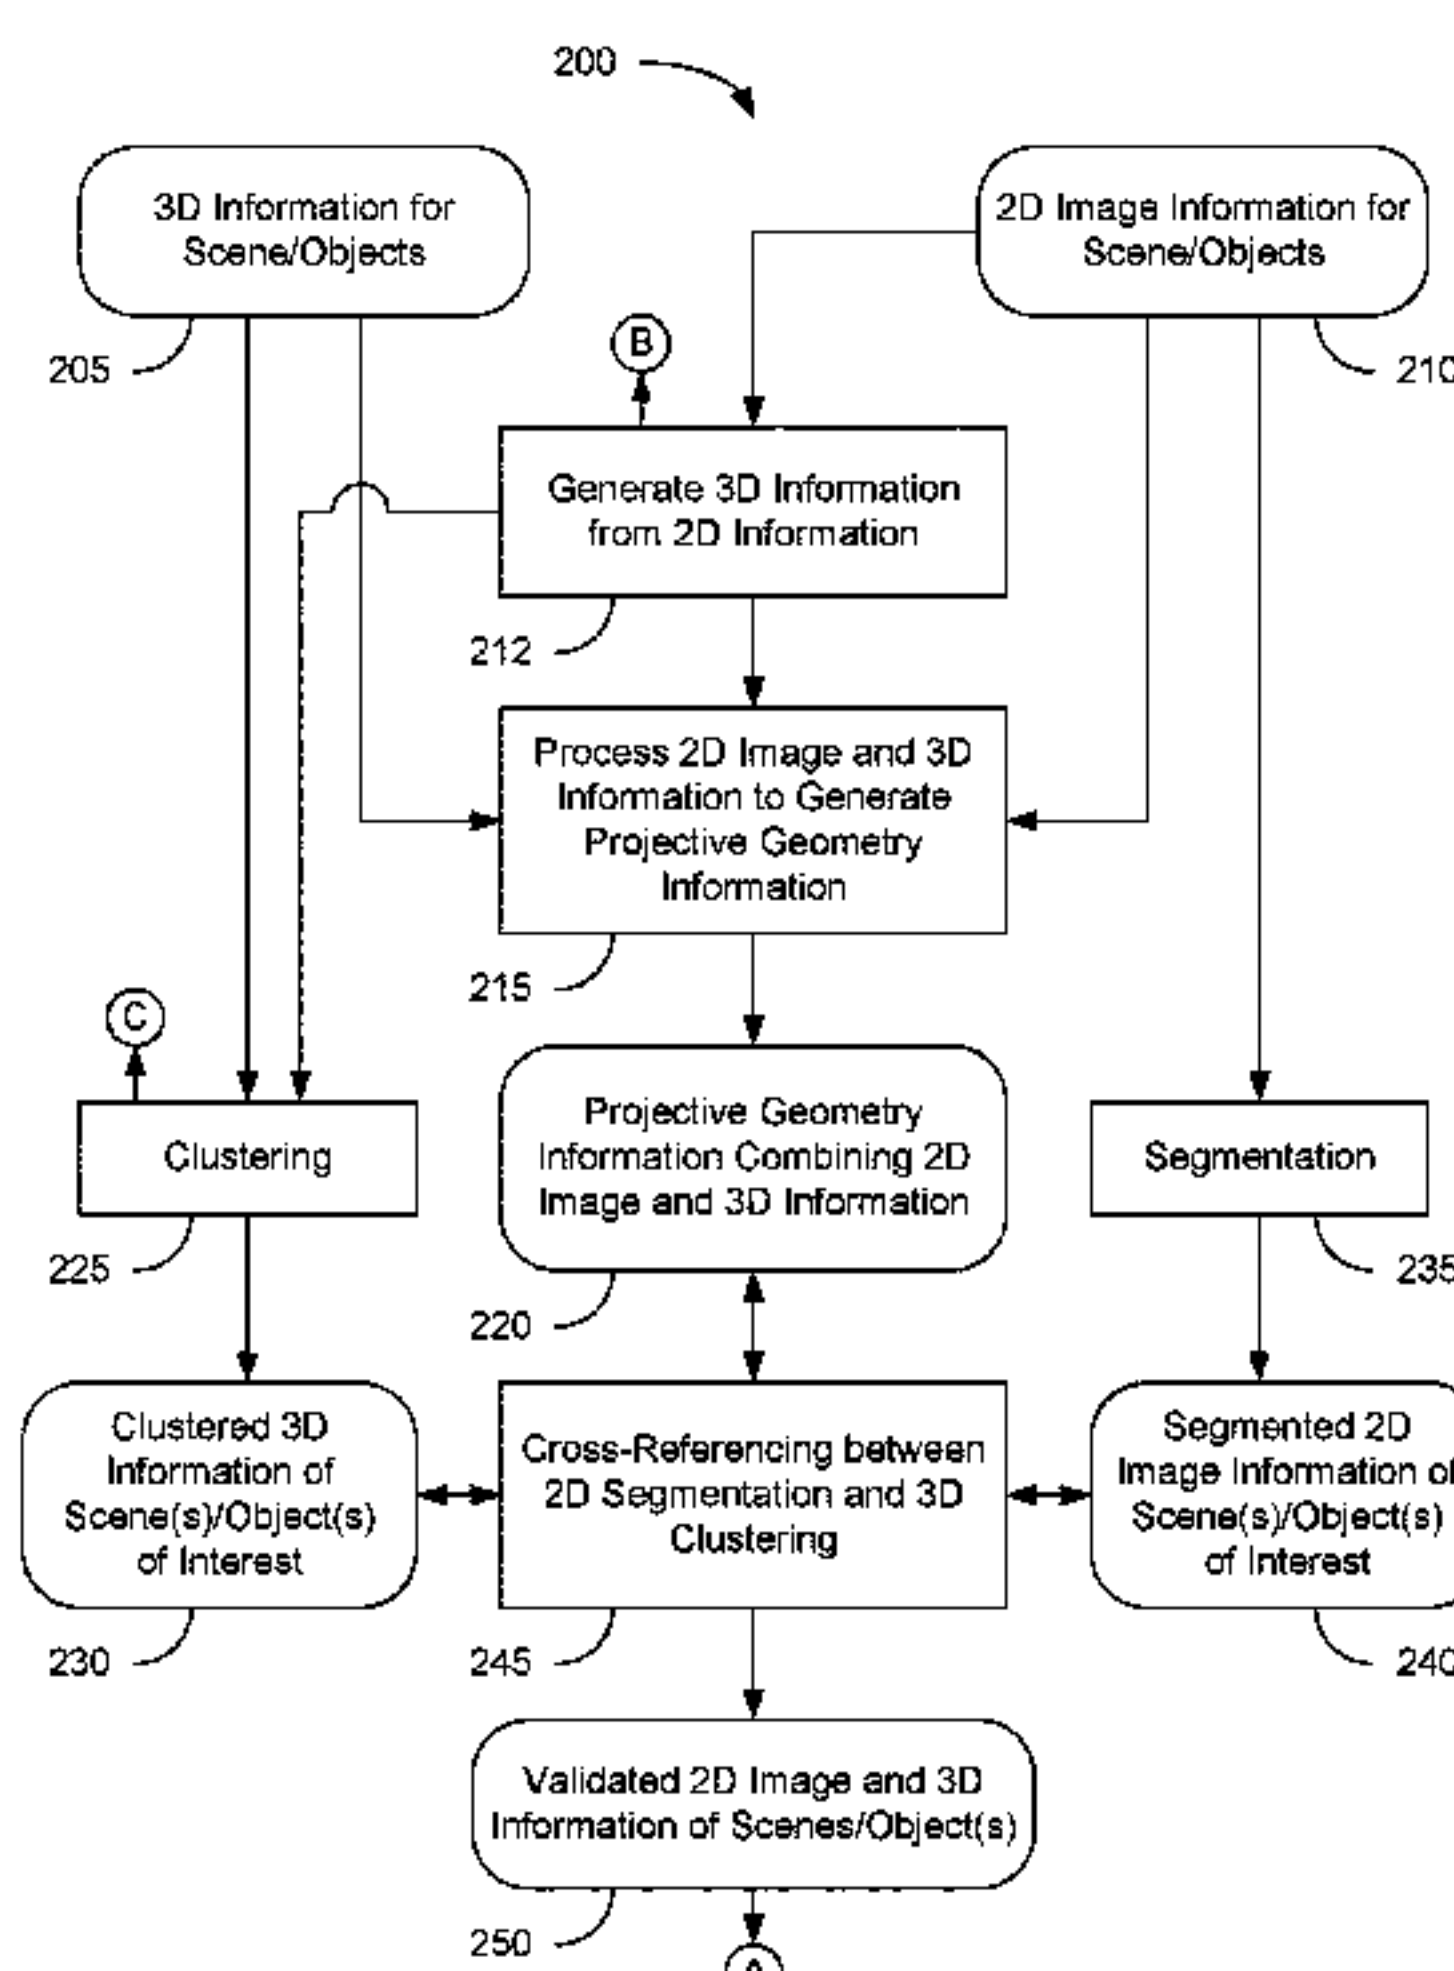 200
3D Information for
Scene/Objects
2D Image Information for
Scene/Objects
205
B
210
Generate 3D Information
from 2D Information
212
Process 2D Image and 3D
Information to Generate
Projective Geometry
Information
215
C
Clustering
Projective Geometry
Information Combining 2D
Image and 3D Information
Segmentation
225
235
220
Clustered 3D
Information of
Scene(s)/Object(s)
of Interest
Cross-Referencing between
2D Segmentation and 3D
Clustering
Segmented 2D
Image Information of
Scene(s)/Object(s)
of Interest
230
245
240
Validated 2D Image and 3D
Information of Scenes/Object(s)
250
A